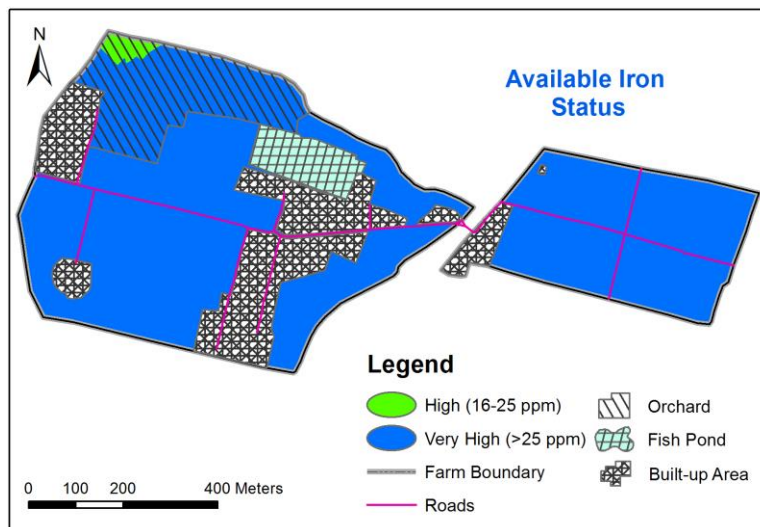 N
Available Iron
Status
Legend
High (16-25 ppm)
Very High (>25 ppm)
Farm Boundary
Roads
Orchard
Fish Pond
Built-up Area
0 100 200 400 Meters